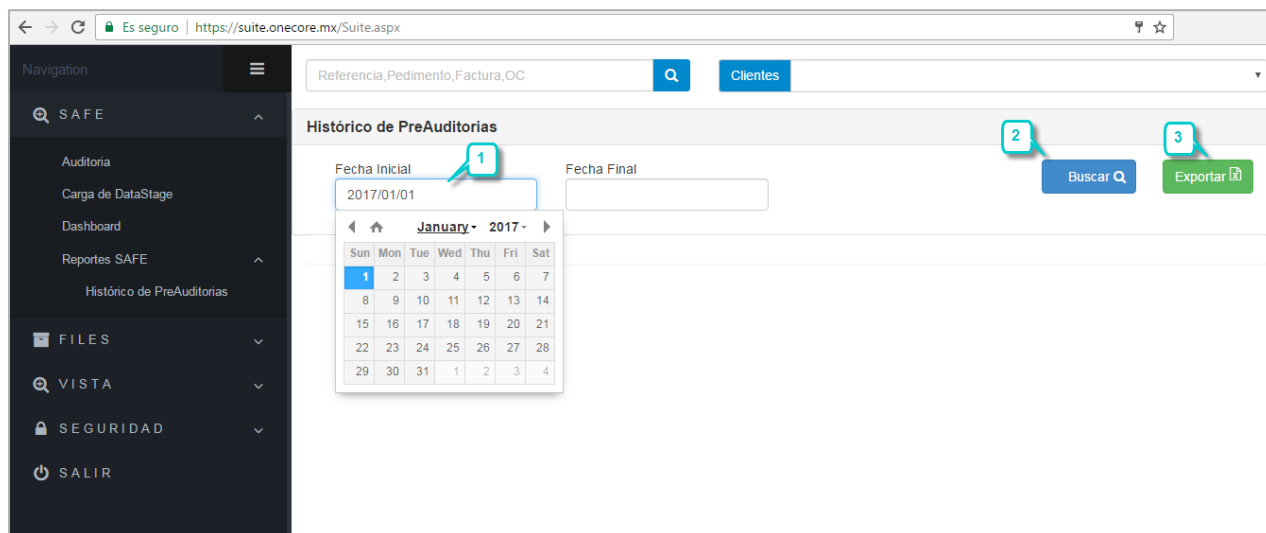 Es seguro | https://suite.onecore.mx/Suite.aspx
Navigation
Referencia,Pedimento,Factura,OC
Clientes
SAFE
Histórico de PreAuditorias
Auditoria
Carga de DataStage
Dashboard
Reportes SAFE
Histórico de PreAuditorias
FILES
VISTA
SEGURIDAD
SALIR
1
2
3
Fecha Inicial
Fecha Final
Buscar
Exportar
2017/01/01
January 2017
Sun Mon Tue Wed Thu Fri Sat
1 2 3 4 5 6 7
8 9 10 11 12 13 14
15 16 17 18 19 20 21
22 23 24 25 26 27 28
29 30 31 1 2 3 4